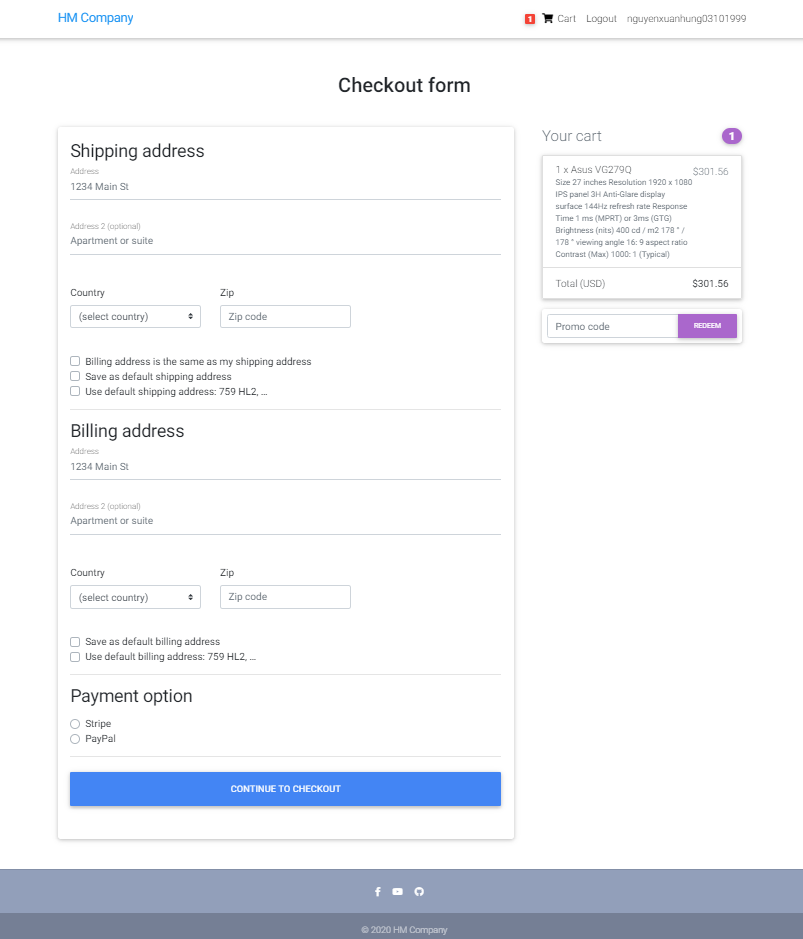 HM Company
1 Cart Logout nguyenxuanhung03101999
Checkout form
Shipping address
Address
1234 Main St
Address 2 (optional)
Apartment or suite
Country Zip
(select country) Zip code
Billing address is the same as my shipping address
Save as default shipping address
Use default shipping address: 759 HL2, ...
Billing address
Address
1234 Main St
Address 2 (optional)
Apartment or suite
Country Zip
(select country) Zip code
Save as default billing address
Use default billing address: 759 HL2, ...
Payment option
Stripe
PayPal
CONTINUE TO CHECKOUT
Your cart 1
1 x Asus VG279Q $301.56
Size 27 inches Resolution 1920 x 1080
IPS panel 3H Anti-Glare display
surface 144Hz refresh rate Response
Time 1 ms (MPRT) or 3ms (GTG)
Brightness (nits) 400 cd / m2 178 ° /
178 ° viewing angle 16: 9 aspect ratio
Contrast (Max) 1000: 1 (Typical)
Total (USD) $301.56
Promo code REDEEM
© 2020 HM Company